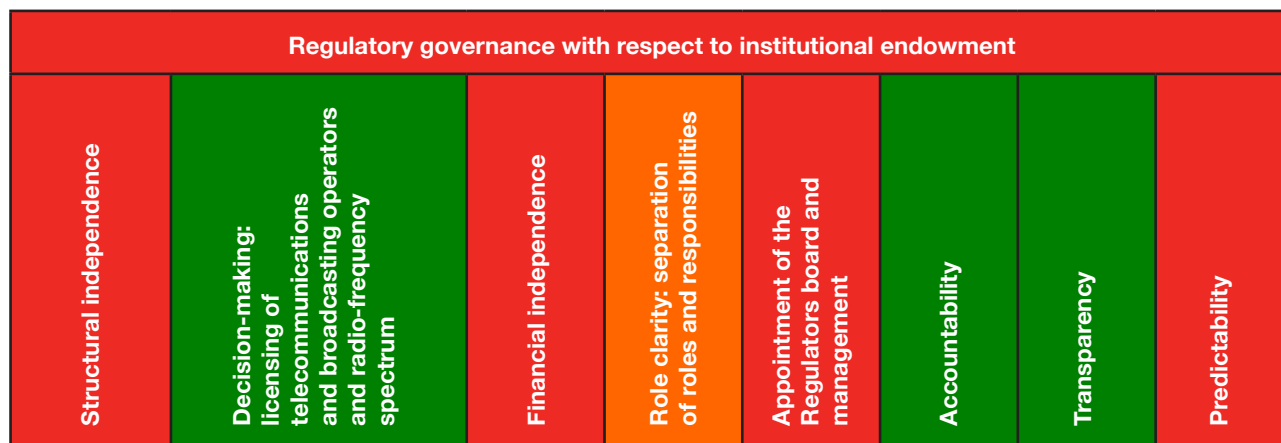 Regulatory governance with respect to institutional endowment
Structural independence
Decision-making:
licensing of
telecommunications
and broadcasting operators
and radio-frequency
spectrum
Financial independence
Role clarity: separation
of roles and responsibilities
Appointment of the
Regulators board and
management
Accountability
Transparency
Predictability